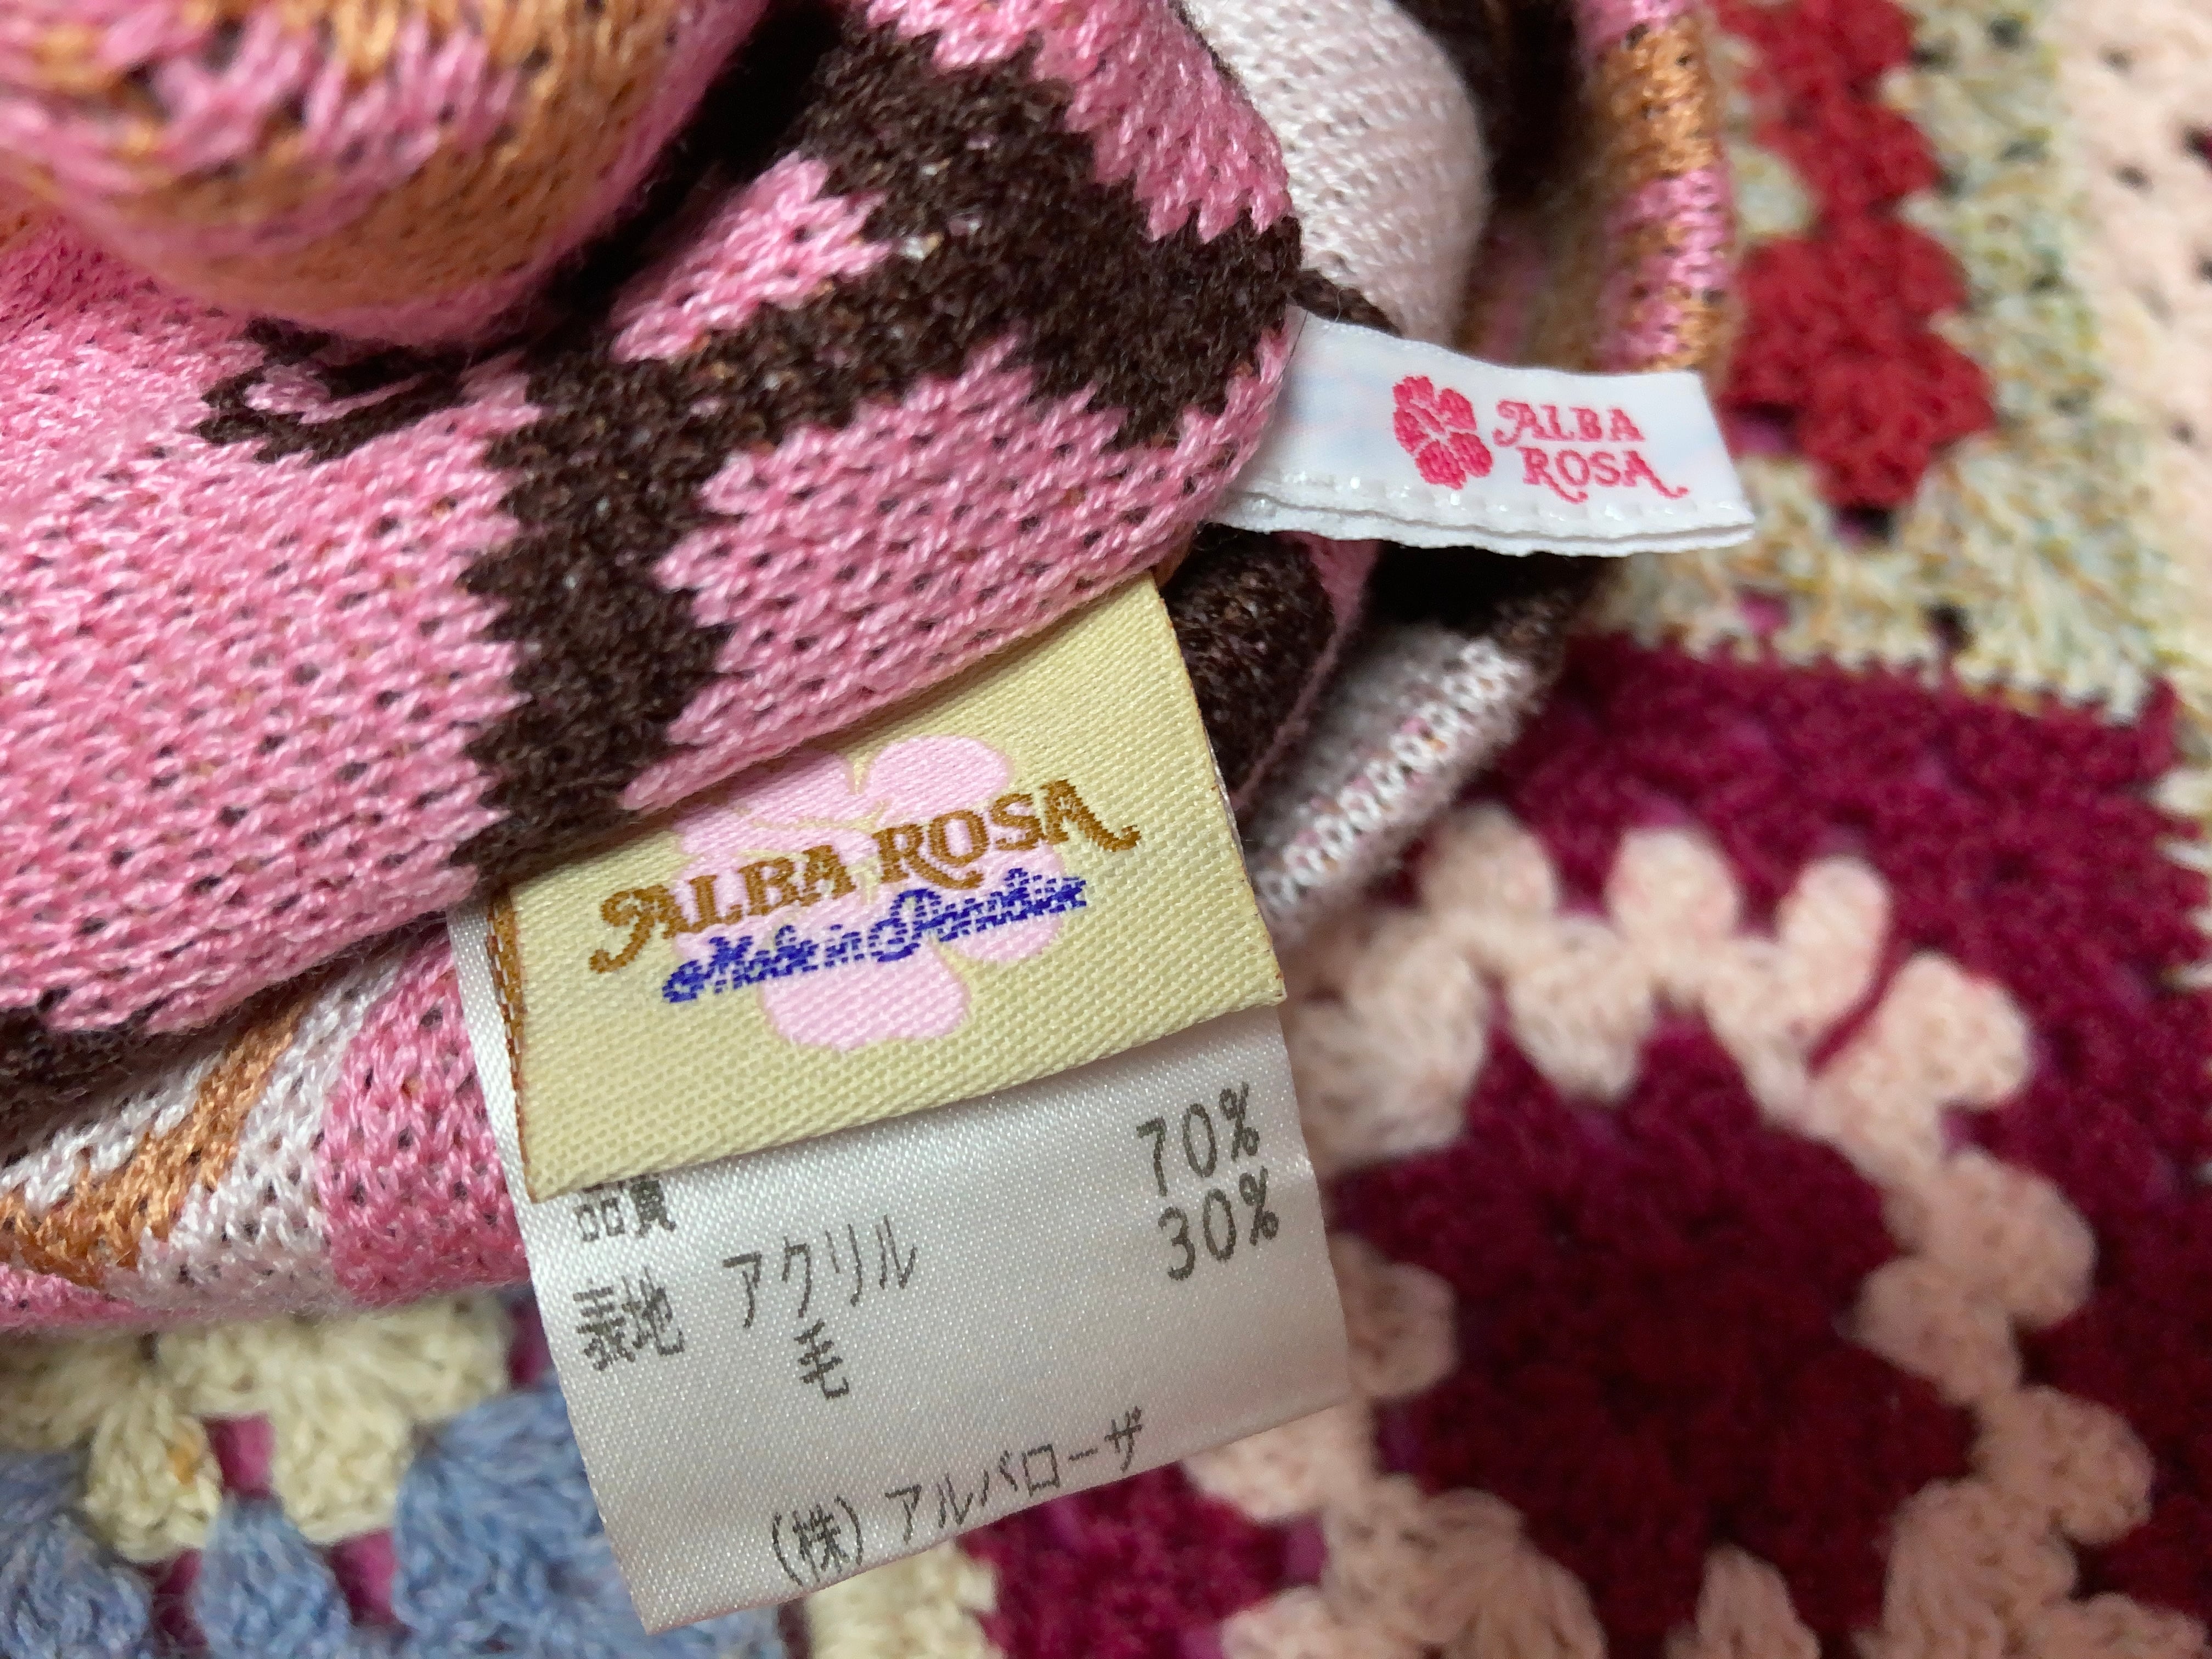 ALBA
ROSA
ALBA ROSA
Made in Paradise
品質
表地 アクリル 70%
毛 30%
(株) アルバローザ